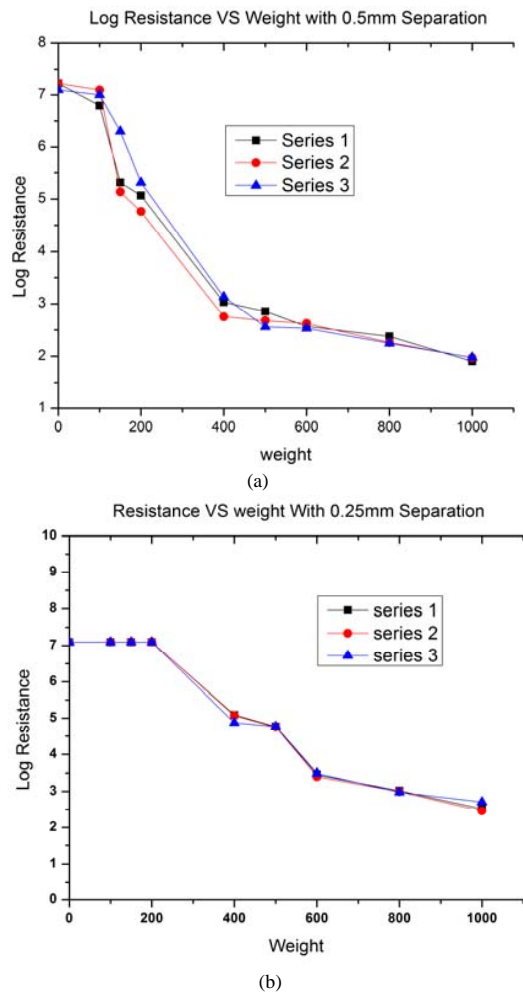 Log Resistance VS Weight with 0.5mm Separation
8
7
6
5
4
3
2
1
Log Resistance
Series 1
Series 2
Series 3
0 200 400 600 800 1000
weight
(a)
Resistance VS weight With 0.25mm Separation
10
9
8
7
6
5
4
3
2
1
0
Log Resistance
series 1
series 2
series 3
0 200 400 600 800 1000
Weight
(b)